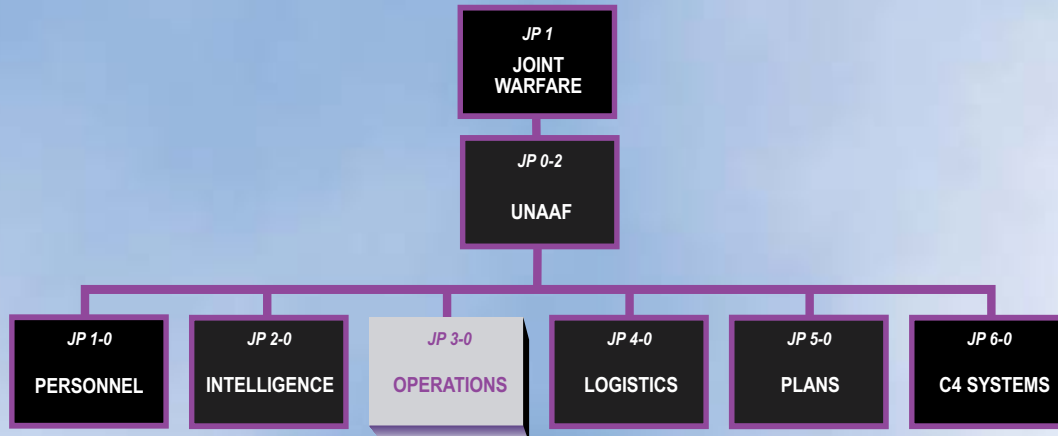 JP 1
JOINT
WARFARE
JP 0-2
UNAAF
JP 1-0
PERSONNEL
JP 2-0
INTELLIGENCE
JP 3-0
OPERATIONS
JP 4-0
LOGISTICS
JP 5-0
PLANS
JP 6-0
C4 SYSTEMS